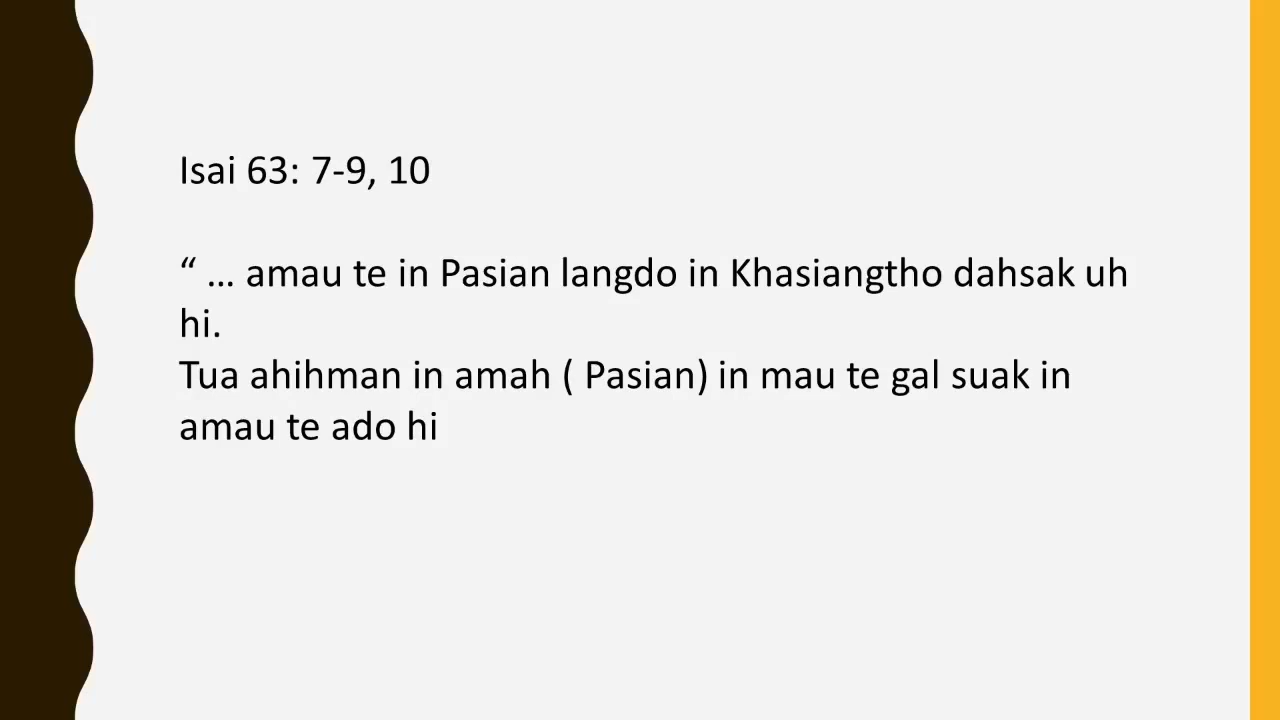 Isai 63: 7-9, 10
“ ... amau te in Pasian langdo in Khasiangtho dahsak uh
hi.
Tua ahihman in amah ( Pasian) in mau te gal suak in
amau te ado hi